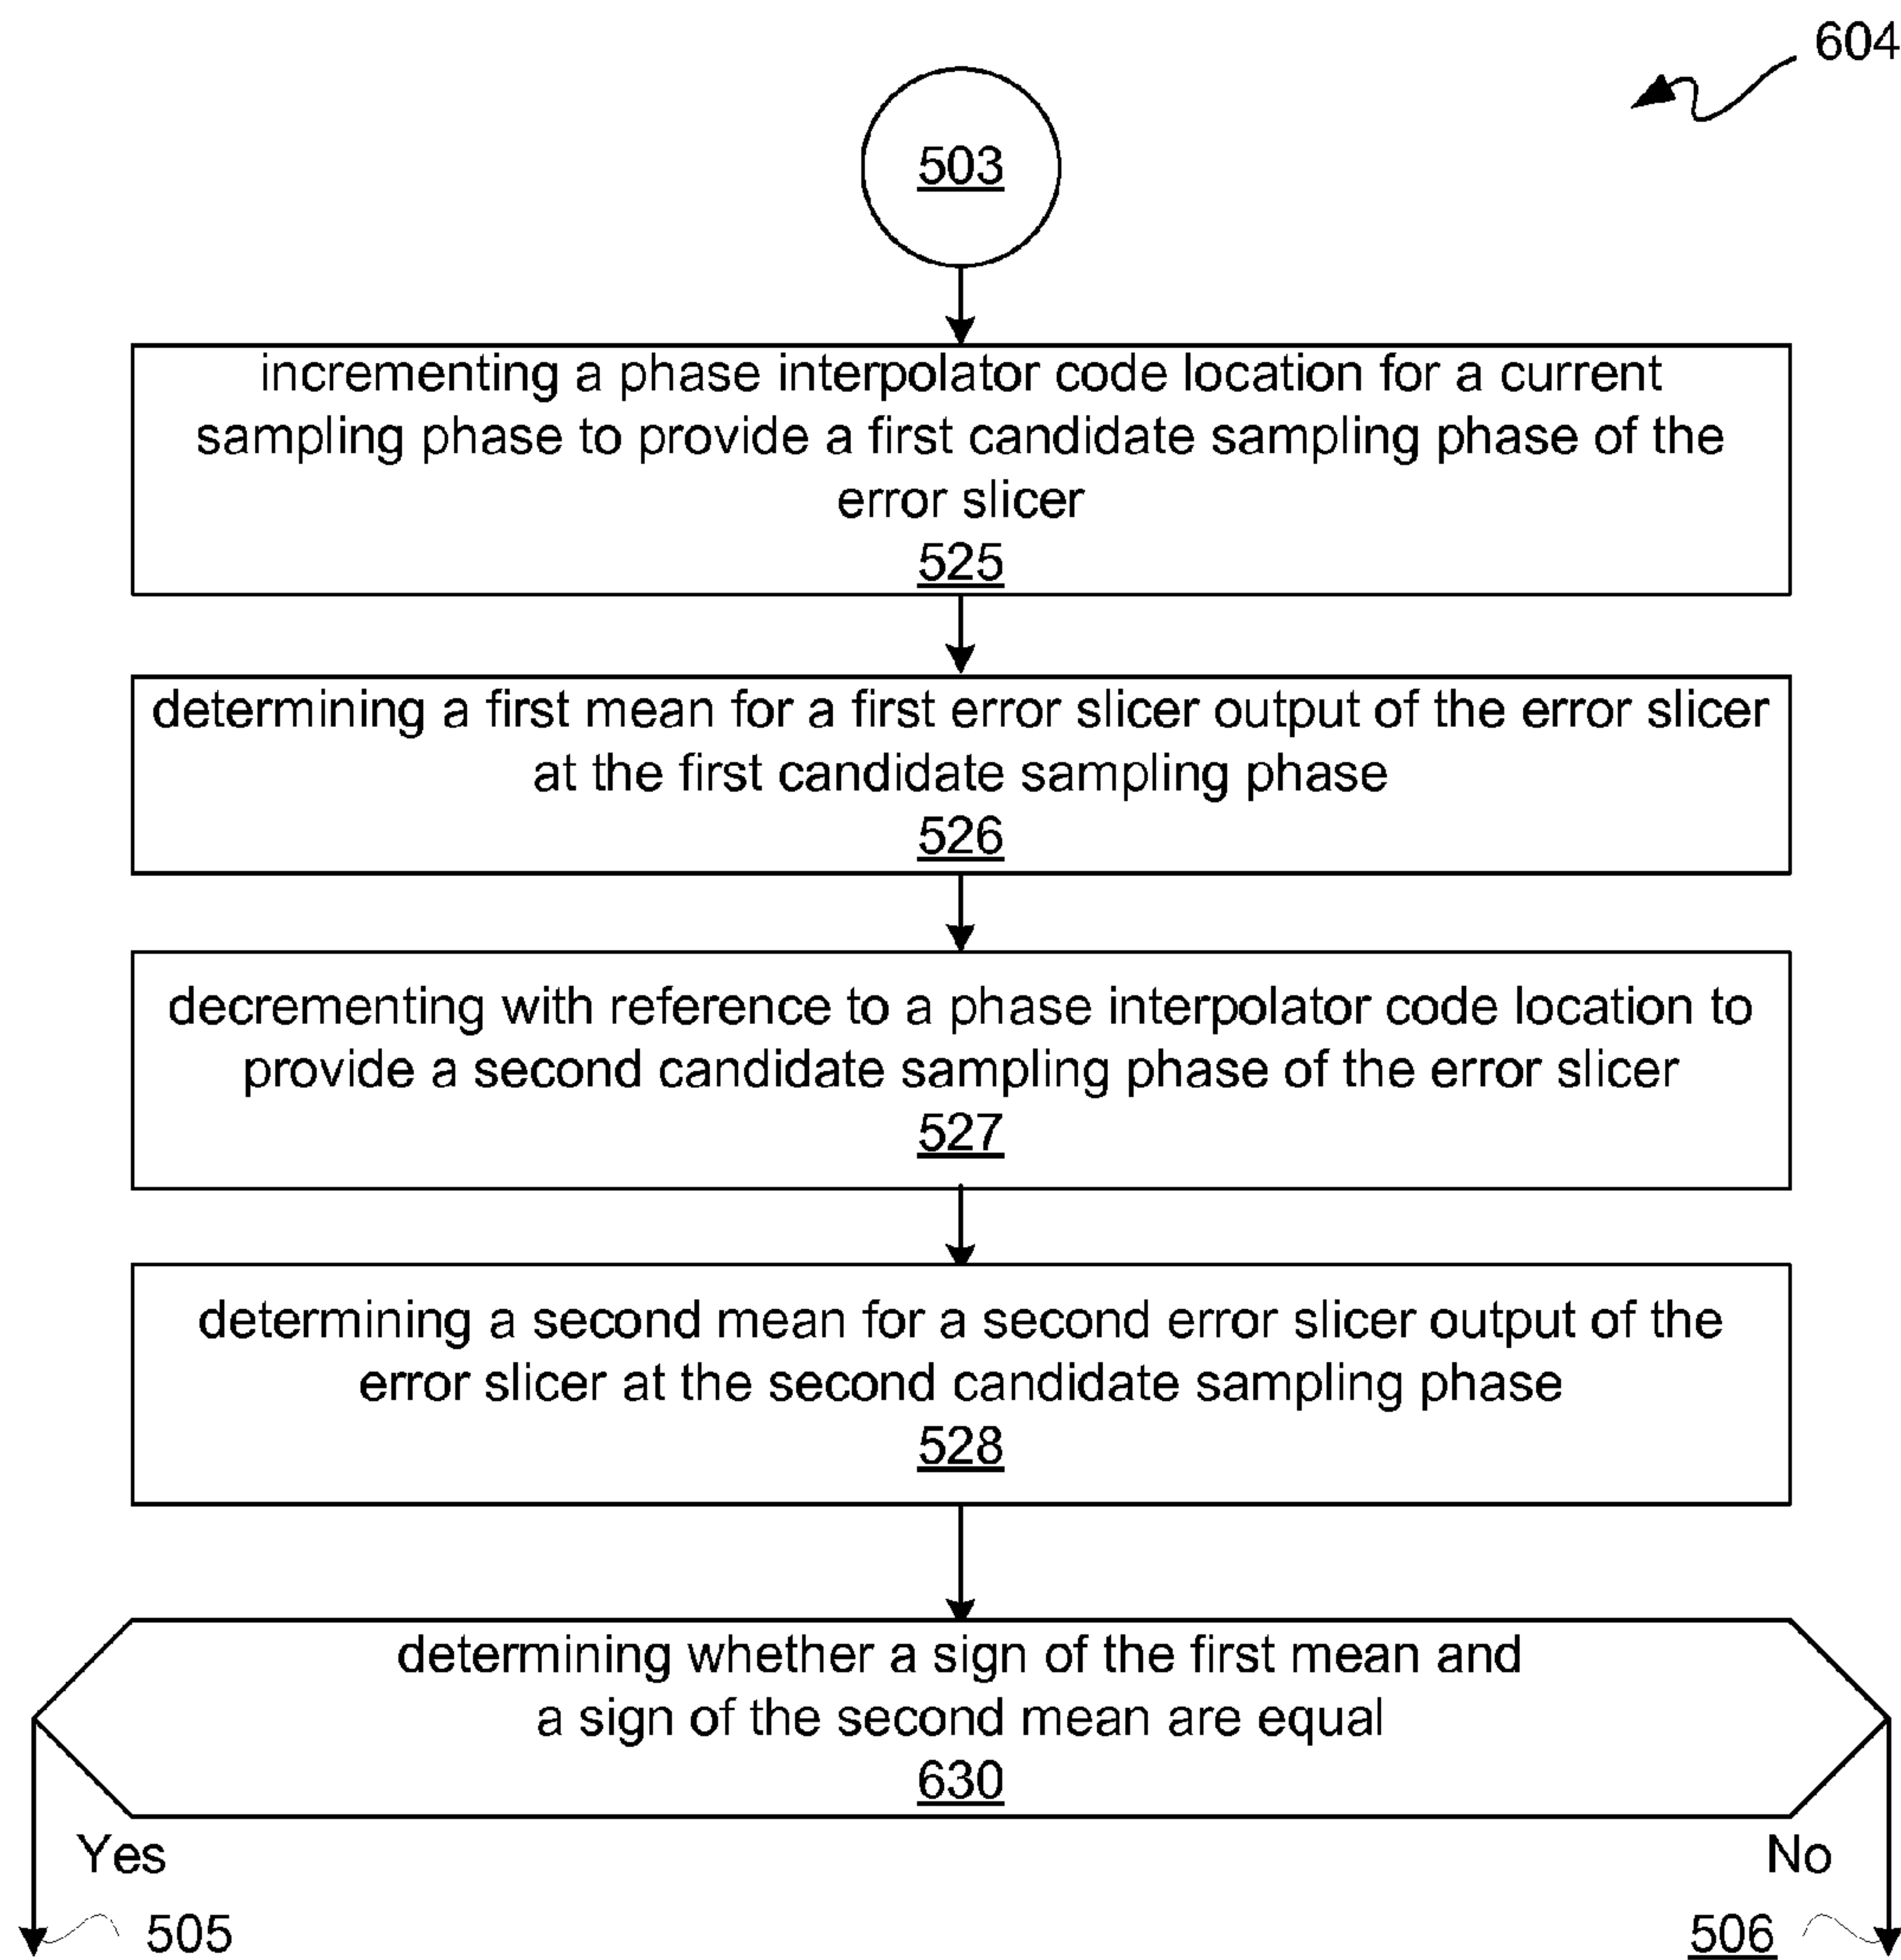 604
503
incrementing a phase interpolator code location for a current
sampling phase to provide a first candidate sampling phase of the
error slicer
525
determining a first mean for a first error slicer output of the error slicer
at the first candidate sampling phase
526
decrementing with reference to a phase interpolator code location to
provide a second candidate sampling phase of the error slicer
527
determining a second mean for a second error slicer output of the
error slicer at the second candidate sampling phase
528
determining whether a sign of the first mean and
a sign of the second mean are equal
630
Yes
No
505
506